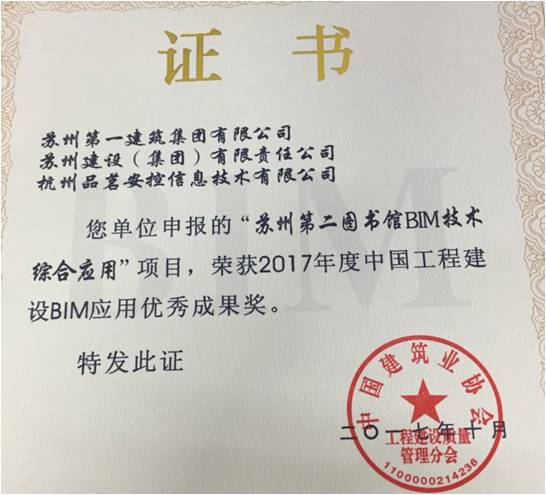 证书
苏州第一建筑集团有限公司
苏州建设（集团）有限责任公司
杭州品茗安控信息技术有限公司
BIM
您单位申报的“苏州第二图书馆BIM技术
综合应用”项目，荣获2017年度中国工程建
设BIM应用优秀成果奖。
特发此证
中国建筑业协会
二〇一七年十月
工程建设质量
管理分会
1100000214236